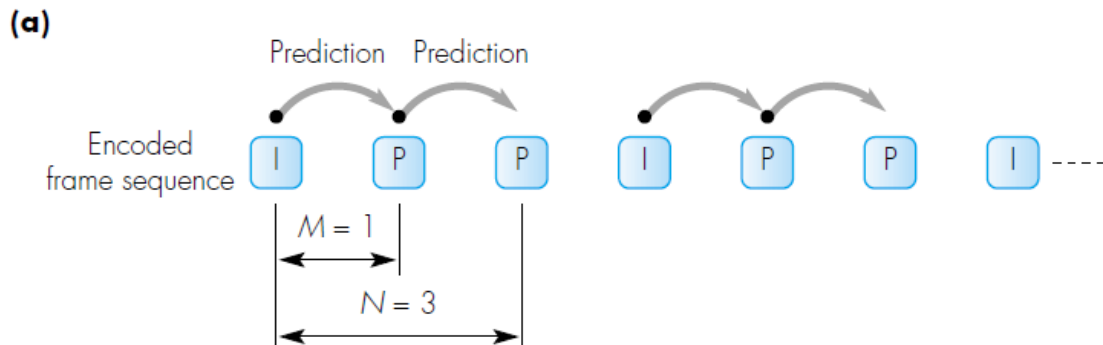 (a)
Prediction Prediction
Encoded
frame sequence
I P P I P P I
M = 1
N = 3